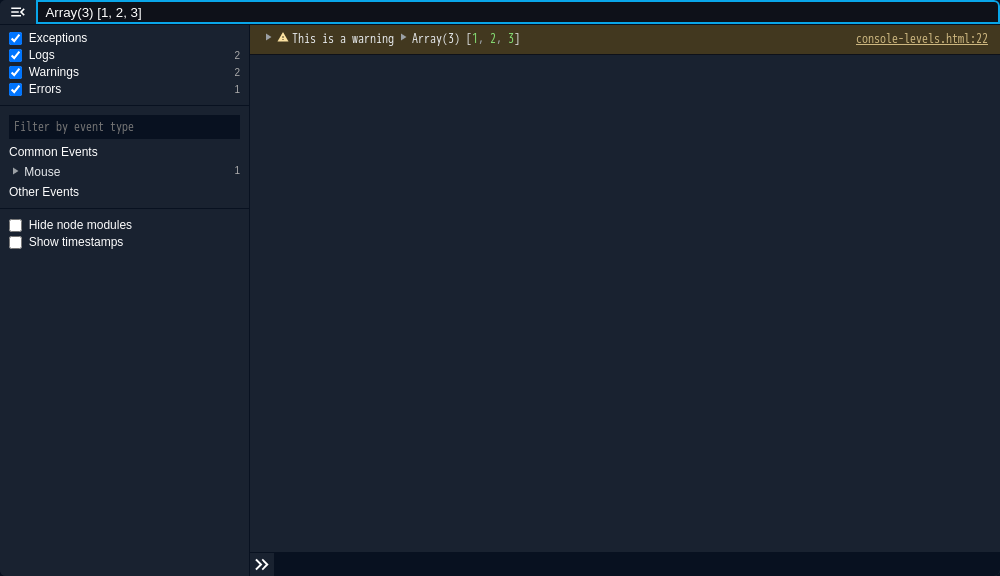 Array(3) [1, 2, 3]
Exceptions
Logs 2
Warnings 2
Errors 1
Filter by event type
Common Events
Mouse 1
Other Events
Hide node modules
Show timestamps
This is a warning Array(3) [1, 2, 3] console-levels.html:22